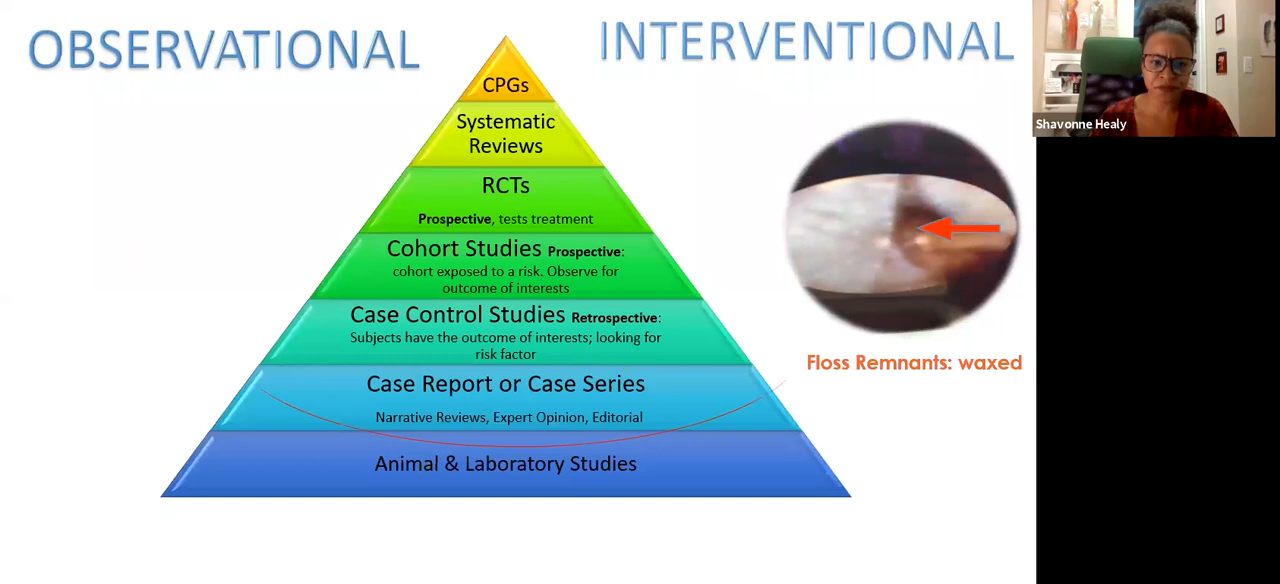 OBSERVATIONAL
INTERVENTIONAL
CPGs
Systematic
Reviews
RCTs
Prospective, tests treatment
Cohort Studies Prospective:
cohort exposed to a risk. Observe for
outcome of interests
Case Control Studies Retrospective:
Subjects have the outcome of interests; looking for
risk factor
Case Report or Case Series
Narrative Reviews, Expert Opinion, Editorial
Animal & Laboratory Studies
Floss Remnants: waxed
Shavonne Healy